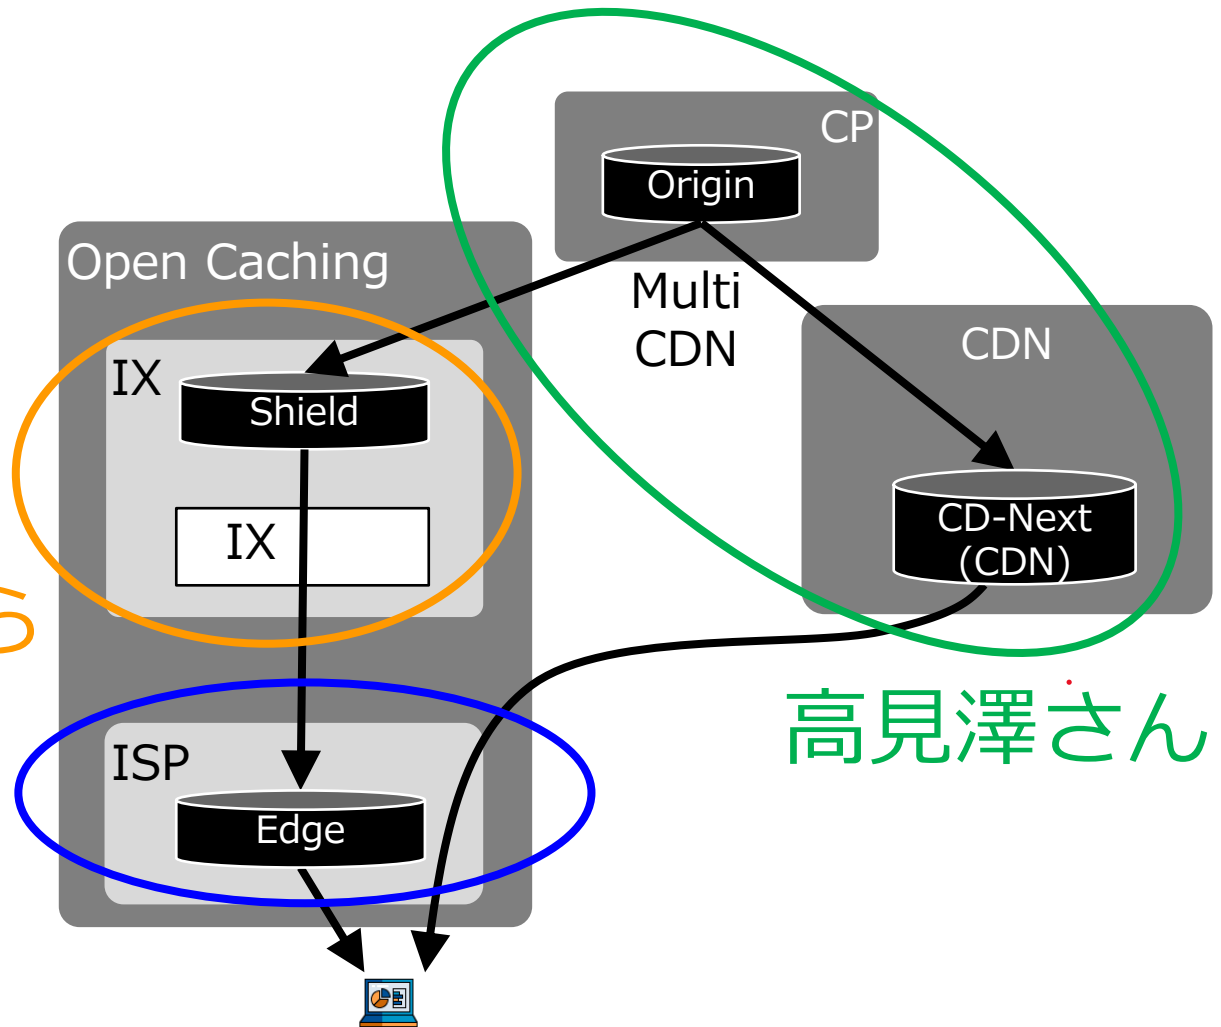 CP
Origin
Open Caching
Multi
CDN
CDN
IX
Shield
CD-Next
(CDN)
IX
高見澤さん
ISP
Edge